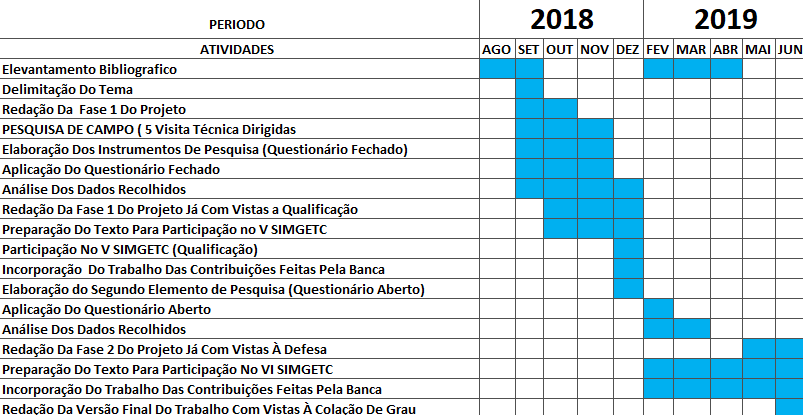 PERIODO 2018 2019
ATIVIDADES AGO SET OUT NOV DEZ FEV MAR ABR MAI JUN
Elevantamento Bibliografico
Delimitação Do Tema
Redação Da Fase 1 Do Projeto
PESQUISA DE CAMPO ( 5 Visita Técnica Dirigidas
Elaboração Dos Instrumentos De Pesquisa (Questionário Fechado)
Aplicação Do Questionário Fechado
Análise Dos Dados Recolhidos
Redação Da Fase 1 Do Projeto Já Com Vistas a Qualificação
Preparação Do Texto Para Participação no V SIMGETC
Participação No V SIMGETC (Qualificação)
Incorporação Do Trabalho Das Contribuições Feitas Pela Banca
Elaboração do Segundo Elemento de Pesquisa (Questionário Aberto)
Aplicação Do Questionário Aberto
Análise Dos Dados Recolhidos
Redação Da Fase 2 Do Projeto Já Com Vistas À Defesa
Preparação Do Texto Para Participação No VI SIMGETC
Incorporação Do Trabalho Das Contribuições Feitas Pela Banca
Redação Da Versão Final Do Trabalho Com Vistas À Colação De Grau